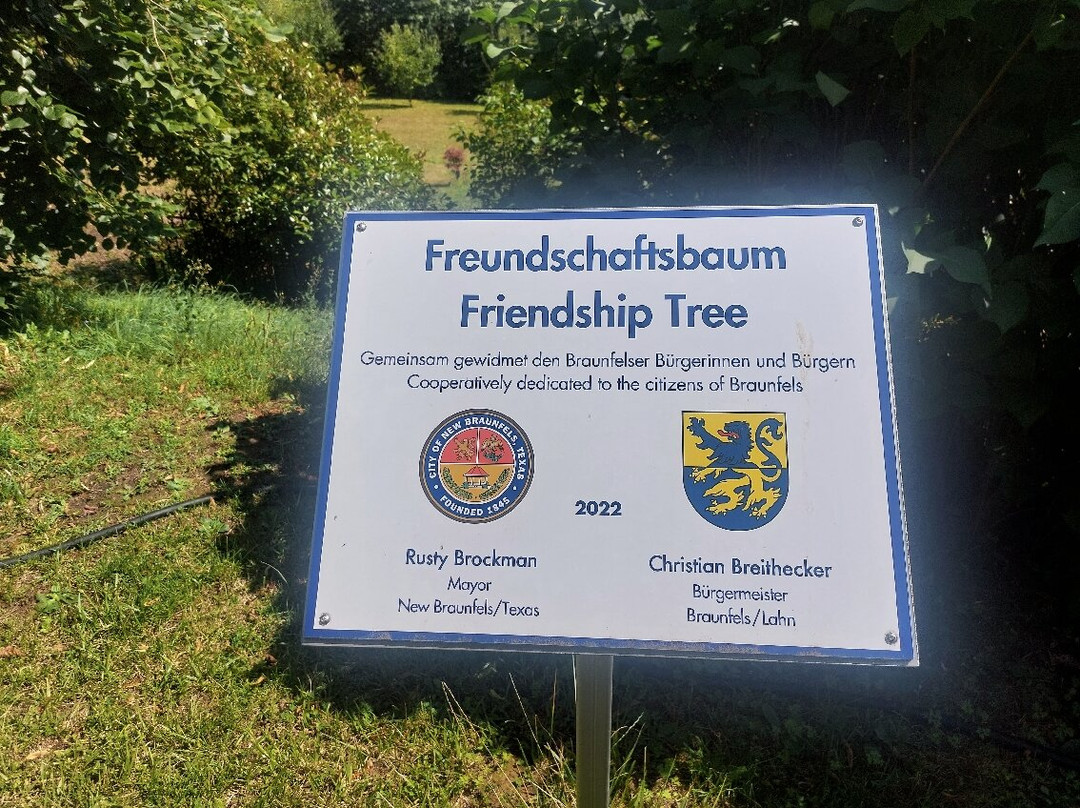 Freundschaftsbaum
Friendship Tree
Gemeinsam gewidmet den Braunfelser Bürgerinnen und Bürgern
Cooperatively dedicated to the citizens of Braunfels
CITY OF NEW BRAUNFELS, TEXAS
FOUNDED 1845
2022
Rusty Brockman
Mayor
New Braunfels/Texas
Christian Breithecker
Bürgermeister
Braunfels/Lahn